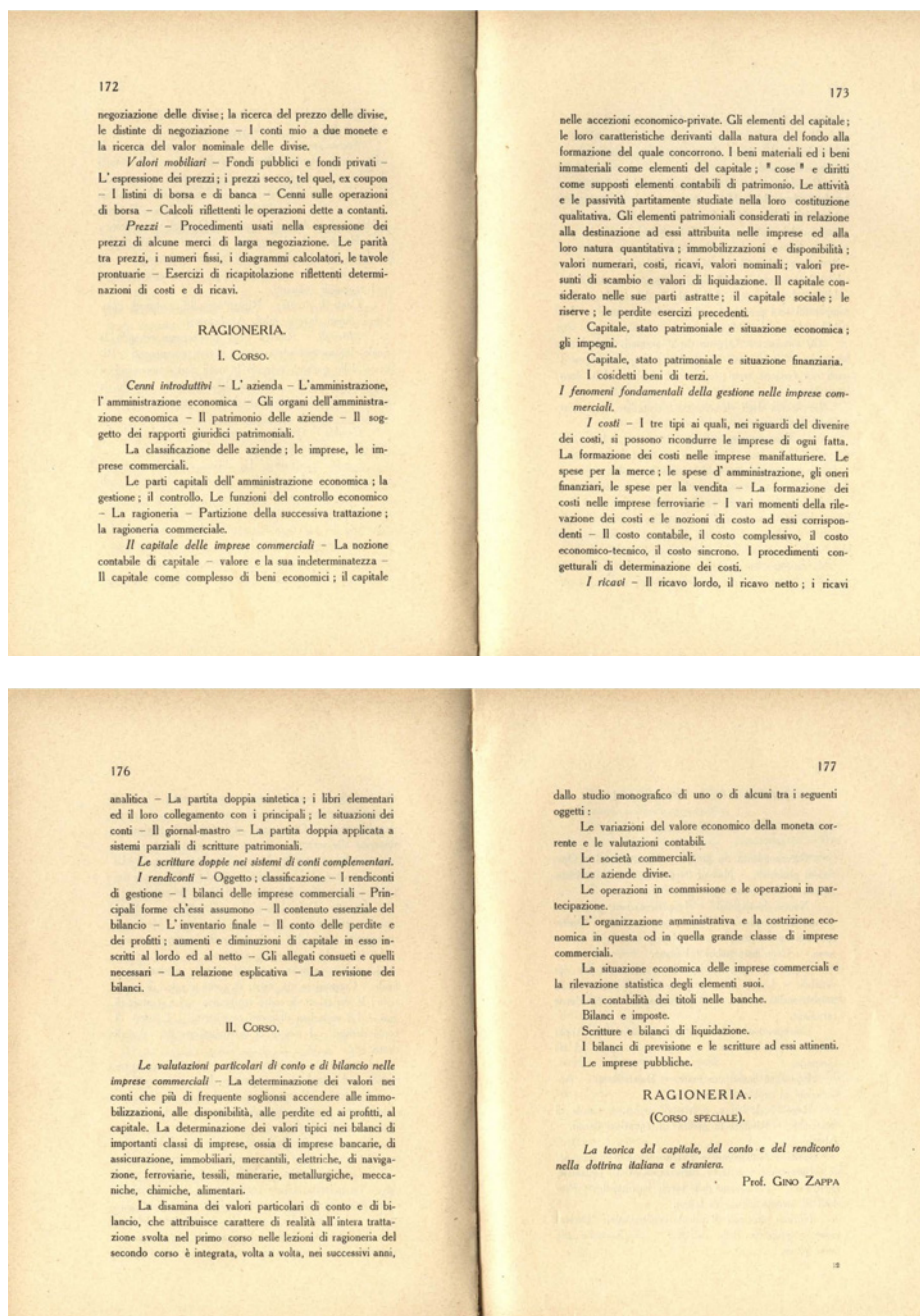 172
negoziazione delle divise; la ricerca del prezzo delle divise,
le distinte di negoziazione – I conti mio a due monete e
la ricerca del valor nominale delle divise.
Valori mobiliari – Fondi pubblici e fondi privati –
L' espressione dei prezzi; i prezzi secco, tel quel, ex coupon
– I listini di borsa e di banca – Cenni sulle operazioni
di borsa – Calcoli riflettenti le operazioni dette a contanti.
Prezzi – Procedimenti usati nella espressione dei
prezzi di alcune merci di larga negoziazione. Le parità
tra prezzi, i numeri fissi, i diagrammi calcolatori, le tavole
prontuarie – Esercizi di ricapitolazione riflettenti determi-
nazioni di costi e di ricavi.
RAGIONERIA.
I. CORSO.
Cenni introduttivi – L' azienda – L'amministrazione,
l' amministrazione economica – Gli organi dell'amministra-
zione economica – Il patrimonio delle aziende – Il sog-
getto dei rapporti giuridici patrimoniali.
La classificazione delle aziende; le imprese, le im-
prese commerciali.
Le parti capitali dell' amministrazione economica; la
gestione; il controllo. Le funzioni del controllo economico
– La ragioneria – Partizione della successiva trattazione;
la ragioneria commerciale.
Il capitale delle imprese commerciali – La nozione
contabile di capitale – valore e la sua indeterminatezza –
Il capitale come complesso di beni economici; il capitale
173
nelle accezioni economico-private. Gli elementi del capitale;
le loro caratteristiche derivanti dalla natura del fondo alla
formazione del quale concorrono. I beni materiali ed i beni
immateriali come elementi del capitale; " cose " e diritti
come supposti elementi contabili di patrimonio. Le attività
e le passività partitamente studiate nella loro costituzione
qualitativa. Gli elementi patrimoniali considerati in relazione
alla destinazione ad essi attribuita nelle imprese ed alla
loro natura quantitativa; immobilizzazioni e disponibilità;
valori numerari, costi, ricavi, valori nominali; valori pre-
sunti di scambio e valori di liquidazione. Il capitale con-
siderato nelle sue parti astratte; il capitale sociale; le
riserve; le perdite esercizi precedenti.
Capitale, stato patrimoniale e situazione economica;
gli impegni.
Capitale, stato patrimoniale e situazione finanziaria.
I cosidetti beni di terzi.
I fenomeni fondamentali della gestione nelle imprese com-
merciali.
I costi – I tre tipi ai quali, nei riguardi del divenire
dei costi, si possono ricondurre le imprese di ogni fatta.
La formazione dei costi nelle imprese manifatturiere. Le
spese per la merce; le spese d' amministrazione, gli oneri
finanziari, le spese per la vendita – La formazione dei
costi nelle imprese ferroviarie – I vari momenti della rile-
vazione dei costi e le nozioni di costo ad essi corrispon-
denti – Il costo contabile, il costo complessivo, il costo
economico-tecnico, il costo sincrono. I procedimenti con-
getturali di determinazione dei costi.
I ricavi – Il ricavo lordo, il ricavo netto; i ricavi
176
analitica – La partita doppia sintetica; i libri elementari
ed il loro collegamento con i principali; le situazioni dei
conti – Il giornal-mastro – La partita doppia applicata a
sistemi parziali di scritture patrimoniali.
Le scritture doppie nei sistemi di conti complementari.
I rendiconti – Oggetto; classificazione – I rendiconti
di gestione – I bilanci delle imprese commerciali – Prin-
cipali forme ch'essi assumono – Il contenuto essenziale del
bilancio – L' inventario finale – Il conto delle perdite e
dei profitti; aumenti e diminuzioni di capitale in esso in-
scritti al lordo ed al netto – Gli allegati consueti e quelli
necessari – La relazione esplicativa – La revisione dei
bilanci.
II. CORSO.
Le valutazioni particolari di conto e di bilancio nelle
imprese commerciali – La determinazione dei valori nei
conti che più di frequente soglionsi accendere alle immo-
bilizzazioni, alle disponibilità, alle perdite ed ai profitti, al
capitale. La determinazione dei valori tipici nei bilanci di
importanti classi di imprese, ossia di imprese bancarie, di
assicurazione, immobiliari, mercantili, elettriche, di naviga-
zione, ferroviarie, tessili, minerarie, metallurgiche, mecca-
niche, chimiche, alimentari.
La disamina dei valori particolari di conto e di bi-
lancio, che attribuisce carattere di realità all'intera tratta-
zione svolta nel primo corso nelle lezioni di ragioneria del
secondo corso è integrata, volta a volta, nei successivi anni,
177
dallo studio monografico di uno o di alcuni tra i seguenti
oggetti:
Le variazioni del valore economico della moneta cor-
rente e le valutazioni contabili.
Le società commerciali.
Le aziende divise.
Le operazioni in commissione e le operazioni in par-
tecipazione.
L' organizzazione amministrativa e la costrizione eco-
nomica in questa od in quella grande classe di imprese
commerciali.
La situazione economica delle imprese commerciali e
la rilevazione statistica degli elementi suoi.
La contabilità dei titoli nelle banche.
Bilanci e imposte.
Scritture e bilanci di liquidazione.
I bilanci di previsione e le scritture ad essi attinenti.
Le imprese pubbliche.
RAGIONERIA.
(CORSO SPECIALE).
La teorica del capitale, del conto e del rendiconto
nella dottrina italiana e straniera.
Prof. GINO ZAPPA